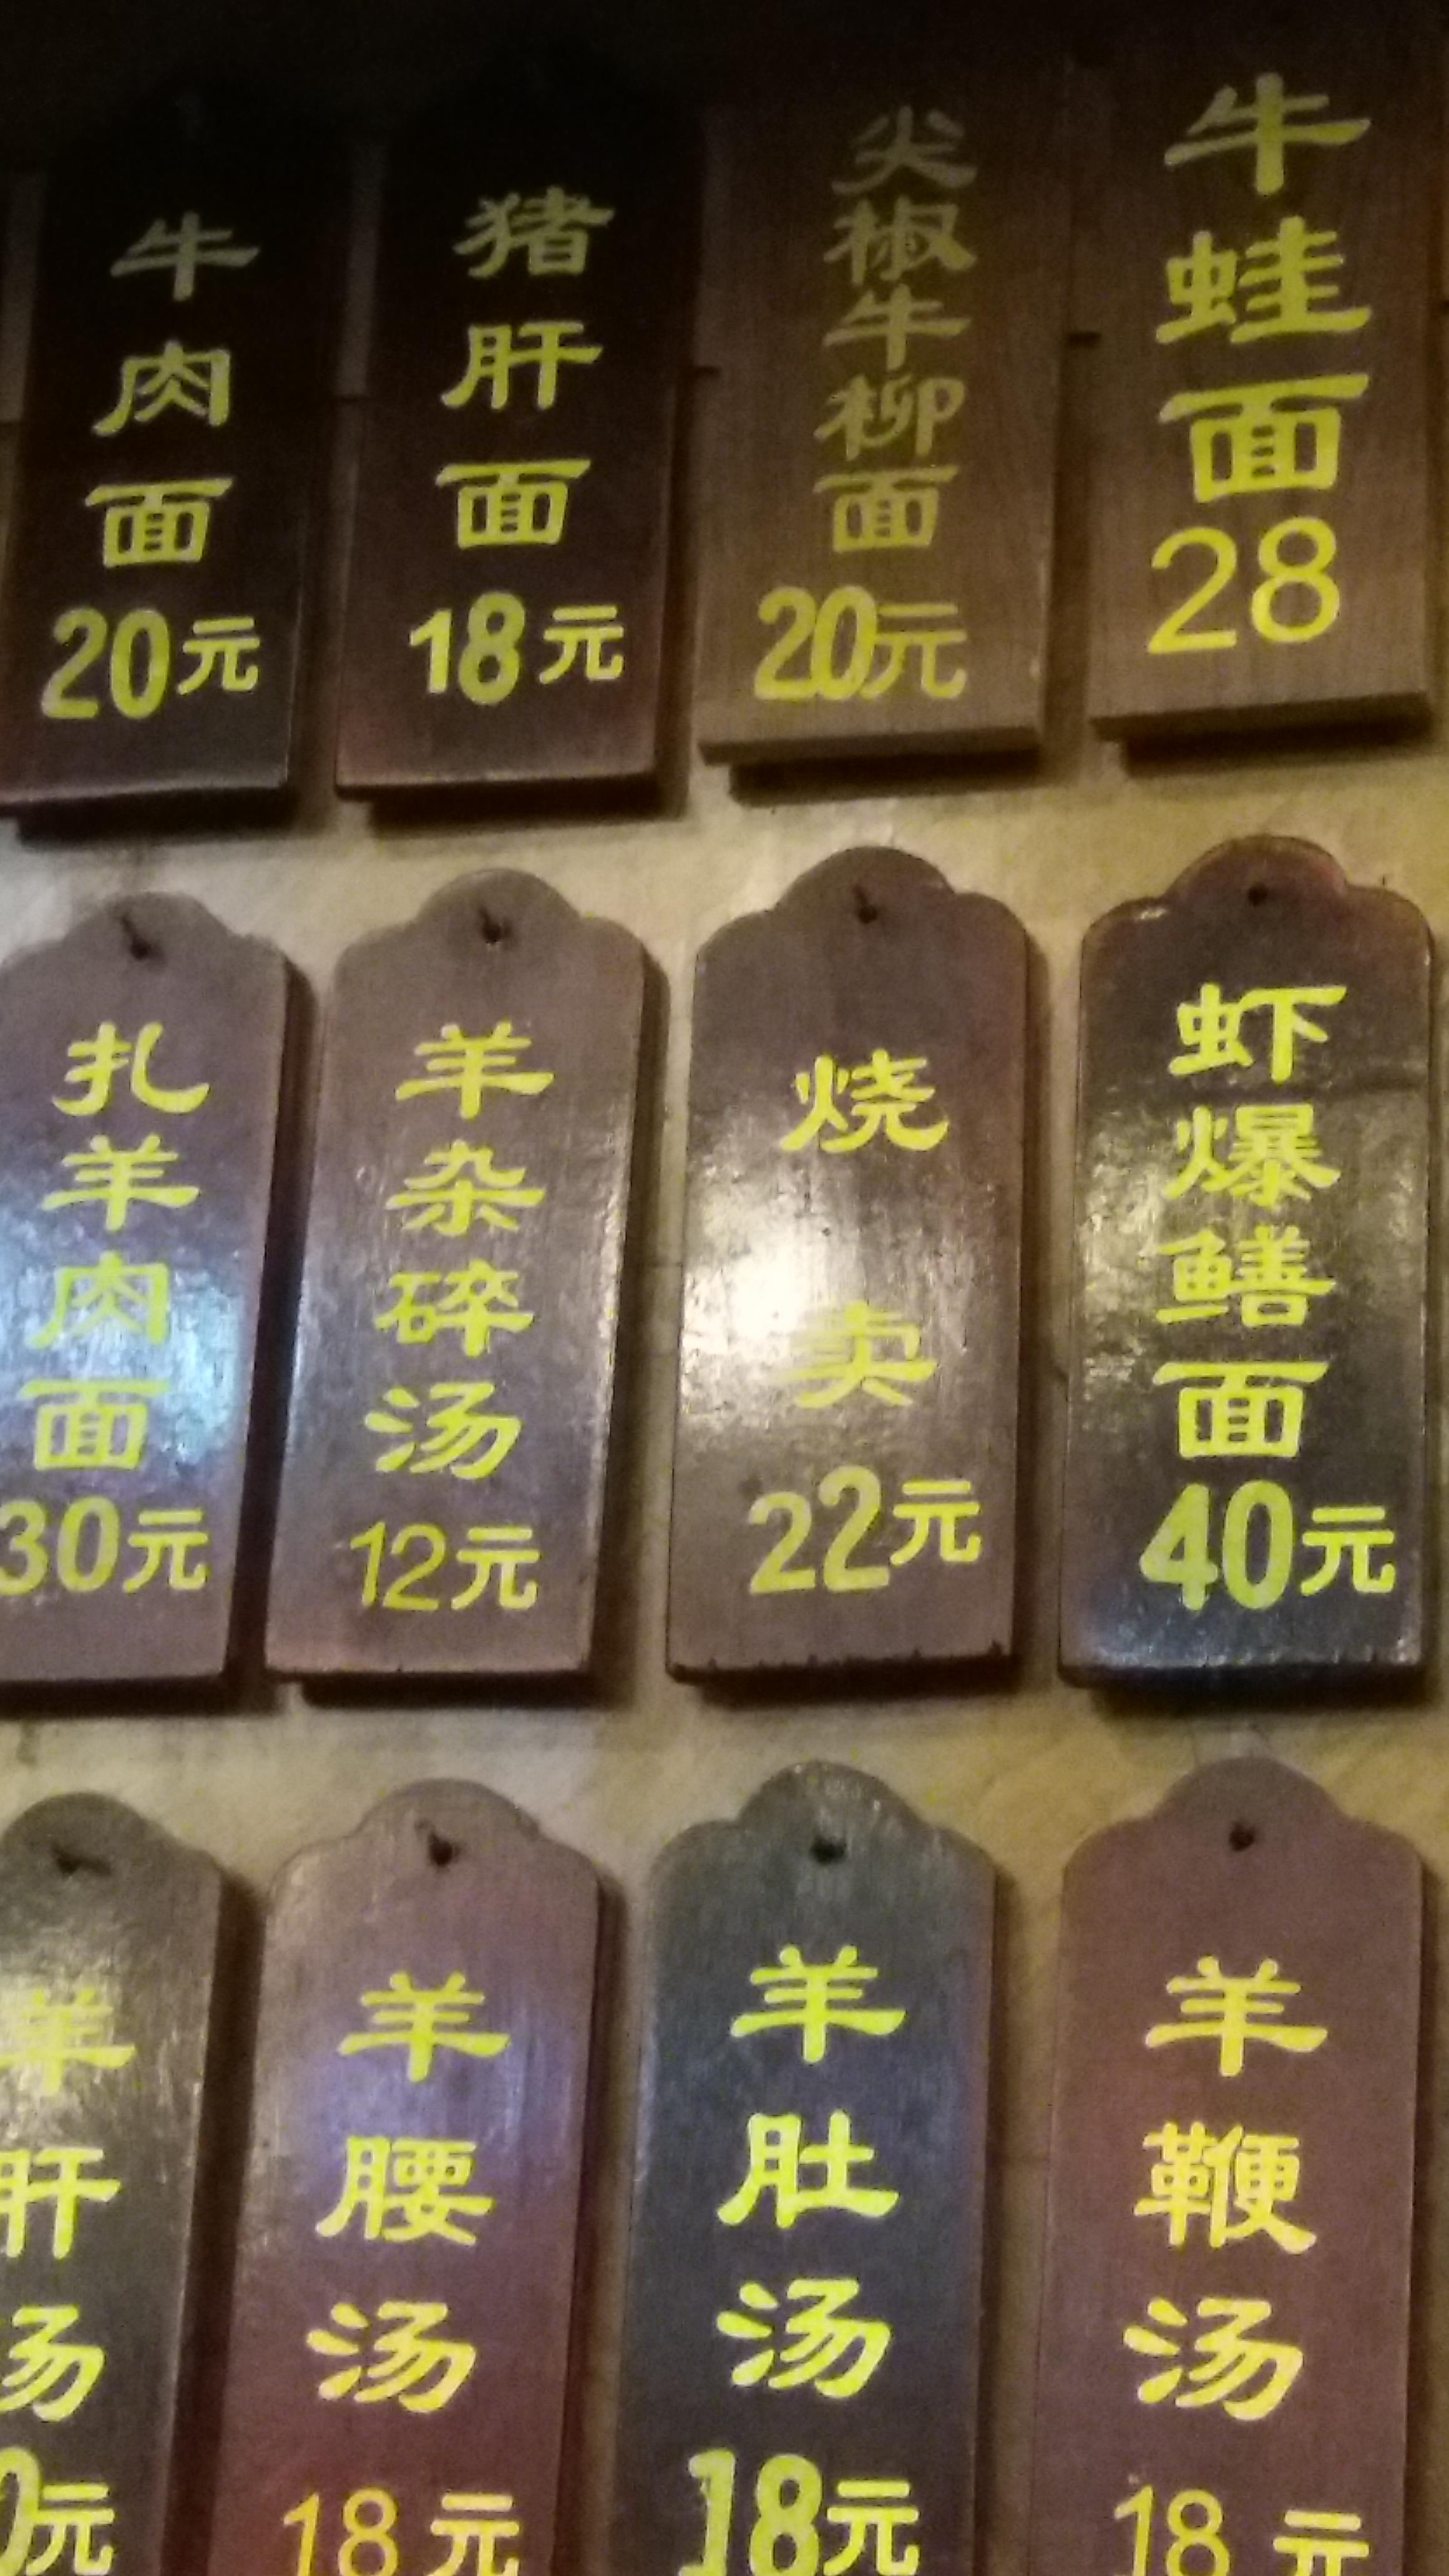 牛肉面
20元
猪肝面
18元
尖椒牛柳面
20元
牛蛙面
28
扎羊肉面
30元
羊杂碎汤
12元
烧卖
22元
虾爆鳝面
40元
羊肝汤
0元
羊腰汤
18元
羊肚汤
18元
羊鞭汤
18元